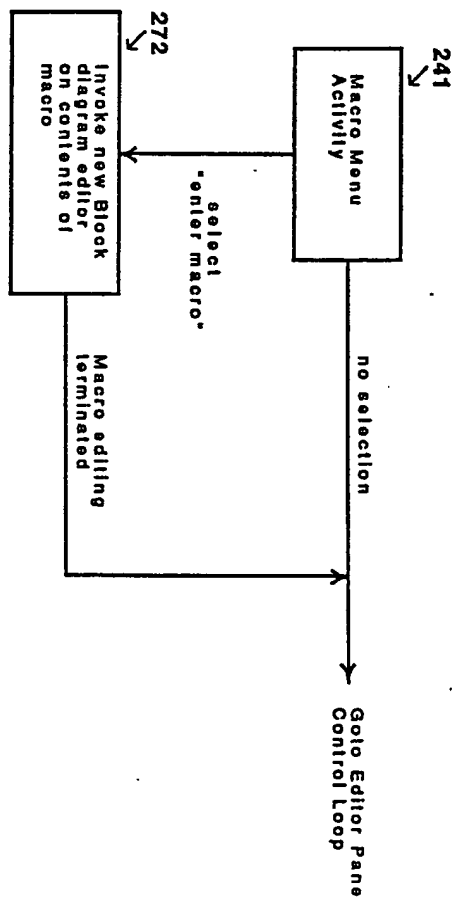 241
Macro Menu
Activity
no selection
Goto Editor Pane
Control Loop
select
"enter macro"
272
Invoke new Block
diagram editor
on contents of
macro
Macro editing
terminated